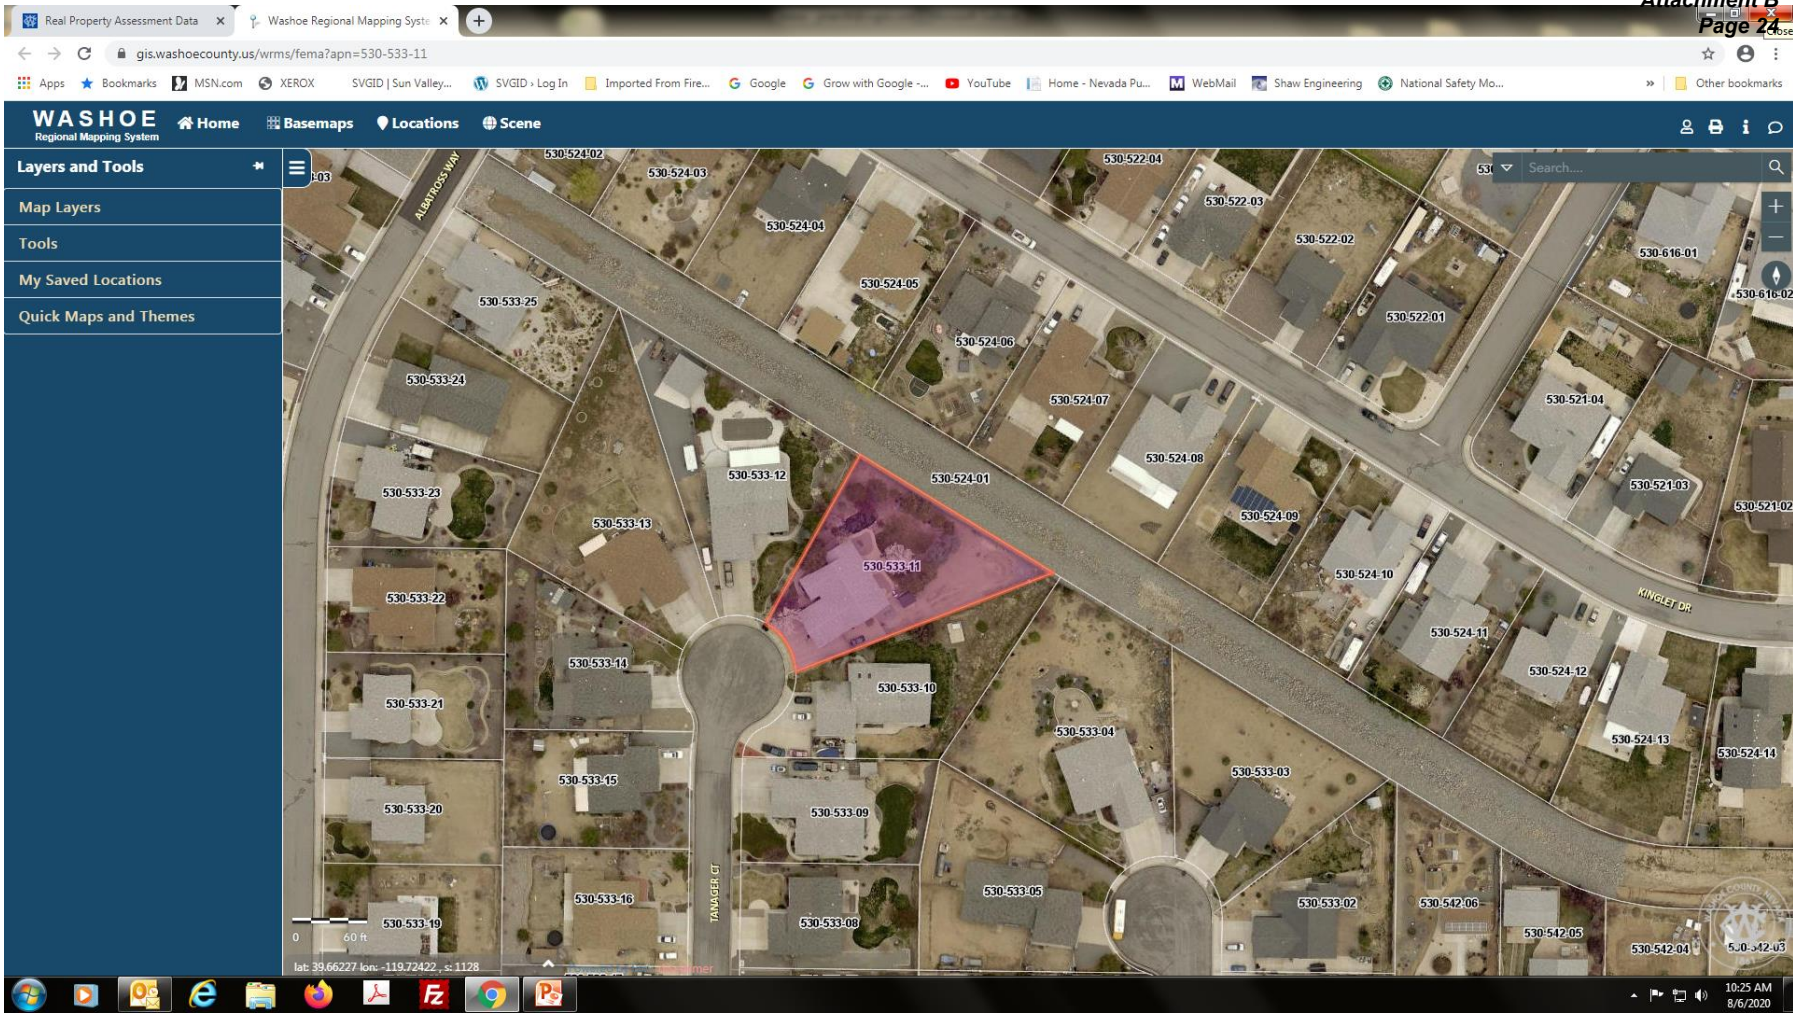 Attachment B
Page 24
Real Property Assessment Data
Washoe Regional Mapping Syste
Close
gis.washoecounty.us/wrms/fema?apn=530-533-11
Apps
Bookmarks
MSN.com
XEROX
SVGID | Sun Valley...
SVGID › Log In
Imported From Fire...
Google
Grow with Google -...
YouTube
Home - Nevada Pu...
WebMail
Shaw Engineering
National Safety Mo...
»
Other bookmarks
WASHOE
Regional Mapping System
Home
Basemaps
Locations
Scene
Layers and Tools
Map Layers
Tools
My Saved Locations
Quick Maps and Themes
Search....
ALBATROSS WAY
530-524-02
530-524-03
530-522-04
530-522-03
530-524-04
530-522-02
530-616-01
530-524-05
530-616-02
530-533-25
530-522-01
530-524-06
530-533-24
530-524-07
530-521-04
530-524-08
530-533-12
530-524-01
530-521-03
530-533-23
530-521-02
530-524-09
530-533-13
530-533-11
530-524-10
530-533-22
KINGLET DR
530-524-11
530-533-14
530-524-12
530-533-10
530-533-21
530-533-04
530-524-13
530-524-14
530-533-03
530-533-15
530-533-20
530-533-09
TANAGER CT
530-533-05
530-533-16
530-533-02
530-542-06
530-533-19
530-533-08
530-542-05
530-542-04
530-542-03
0 60 ft
lat: 39.66227 lon: -119.72422 , s: 1128
10:25 AM
8/6/2020